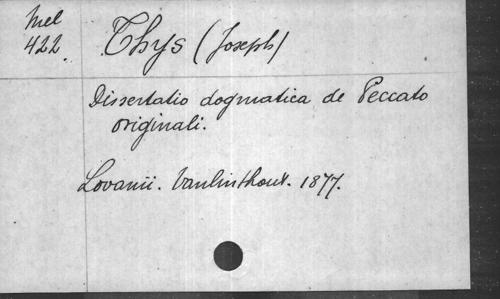 Mel
422
Thys (Joseph)
Dissertatio dogmatica de Peccato
originali.
Lovanii. Vanlinthout. 1877.